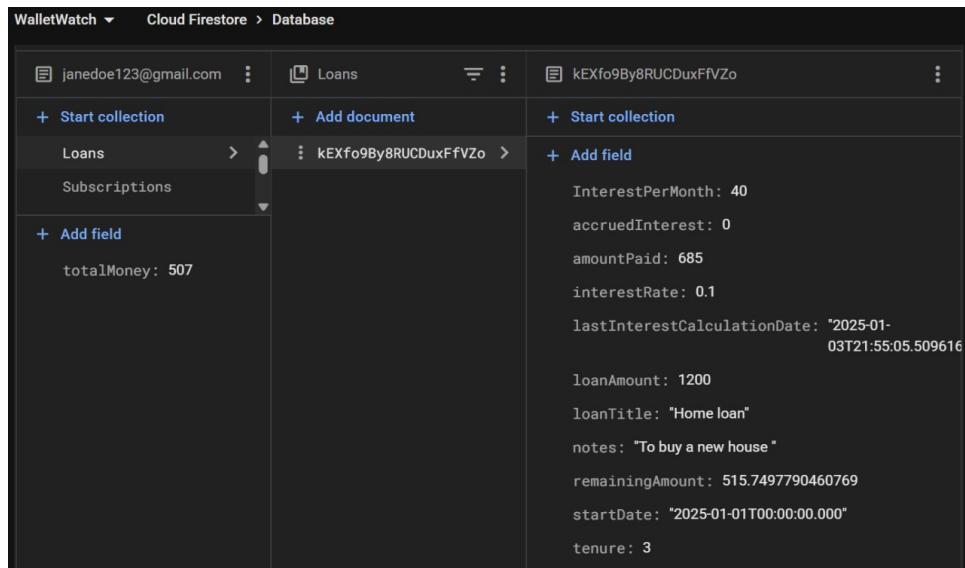 WalletWatch Cloud Firestore > Database
janedoe123@gmail.com
+ Start collection
Loans >
Subscriptions
+ Add field
totalMoney: 507
Loans
+ Add document
kEXfo9By8RUCDuxFfVZo >
kEXfo9By8RUCDuxFfVZo
+ Start collection
+ Add field
InterestPerMonth: 40
accruedInterest: 0
amountPaid: 685
interestRate: 0.1
lastInterestCalculationDate: "2025-01-
03T21:55:05.509616
loanAmount: 1200
loanTitle: "Home loan"
notes: "To buy a new house "
remainingAmount: 515.7497790460769
startDate: "2025-01-01T00:00:00.000"
tenure: 3